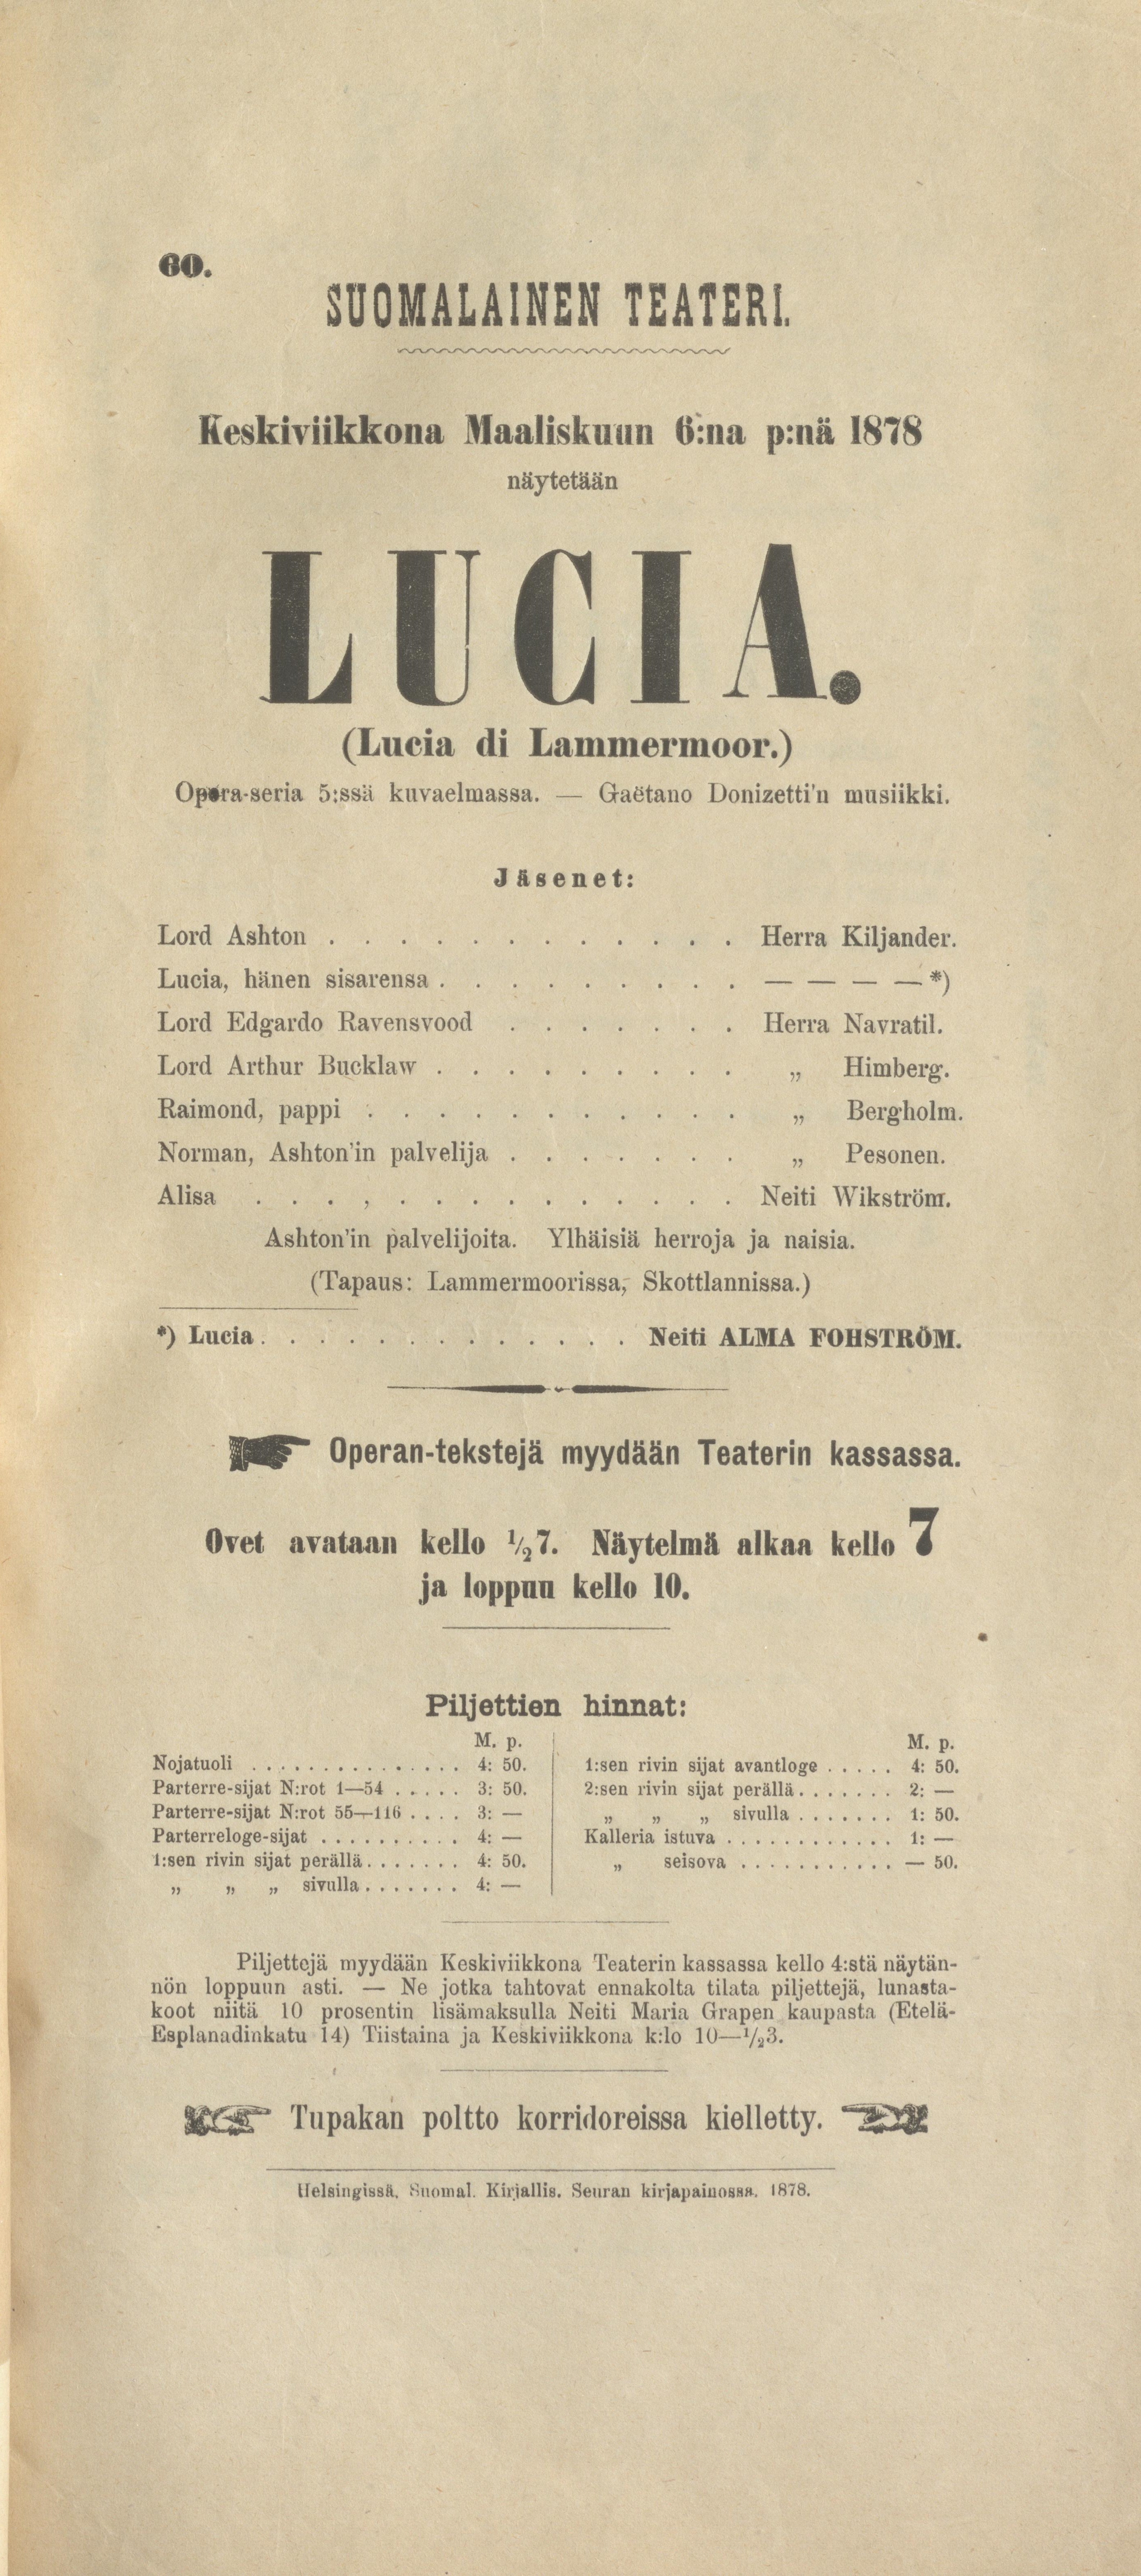 60.
SUOMALAINEN TEATERI.
Keskiviikkona Maaliskuun 6:na p:nä 1878
näytetään
LUCIA.
(Lucia di Lammermoor.)
Opera-seria 5:ssä kuvaelmassa. — Gaëtano Donizetti'n musiikki.
Jäsenet:
Lord Ashton . . . . . . . . . . . . Herra Kiljander.
Lucia, hänen sisarensa . . . . . . . . . — — — — *)
Lord Edgardo Ravensvood . . . . . . . Herra Navratil.
Lord Arthur Bucklaw . . . . . . . . . „ Himberg.
Raimond, pappi . . . . . . . . . . . „ Bergholm.
Norman, Ashton'in palvelija . . . . . . . „ Pesonen.
Alisa . . . , . . . . . . . . . . Neiti Wikström.
Ashton'in palvelijoita. Ylhäisiä herroja ja naisia.
(Tapaus: Lammermoorissa, Skottlannissa.)
*) Lucia . . . . . . . . . . . . . Neiti ALMA FOHSTRÖM.
Operan-tekstejä myydään Teaterin kassassa.
Ovet avataan kello 1/2 7. Näytelmä alkaa kello 7
ja loppuu kello 10.
Piljettien hinnat:
M. p.
Nojatuoli . . . . . . . . . . . . . . . 4: 50.
Parterre-sijat N:rot 1—54 . . . . . 3: 50.
Parterre-sijat N:rot 55—116 . . . . 3: —
Parterreloge-sijat . . . . . . . . . . 4: —
1:sen rivin sijat perällä . . . . . . . 4: 50.
„ „ „ sivulla . . . . . . . 4: —
M. p.
1:sen rivin sijat avantloge . . . . . 4: 50.
2:sen rivin sijat perällä . . . . . . . 2: —
„ „ „ sivulla . . . . . . . 1: 50.
Kalleria istuva . . . . . . . . . . . . 1: —
„ seisova . . . . . . . . . . . — 50.
Piljettejä myydään Keskiviikkona Teaterin kassassa kello 4:stä näytän-
nön loppuun asti. — Ne jotka tahtovat ennakolta tilata piljettejä, lunasta-
koot niitä 10 prosentin lisämaksulla Neiti Maria Grapen kaupasta (Etelä-
Esplanadinkatu 14) Tiistaina ja Keskiviikkona k:lo 10—1/2 3.
Tupakan poltto korridoreissa kielletty.
Helsingissä, Suomal. Kirjallis. Seuran kirjapainossa, 1878.